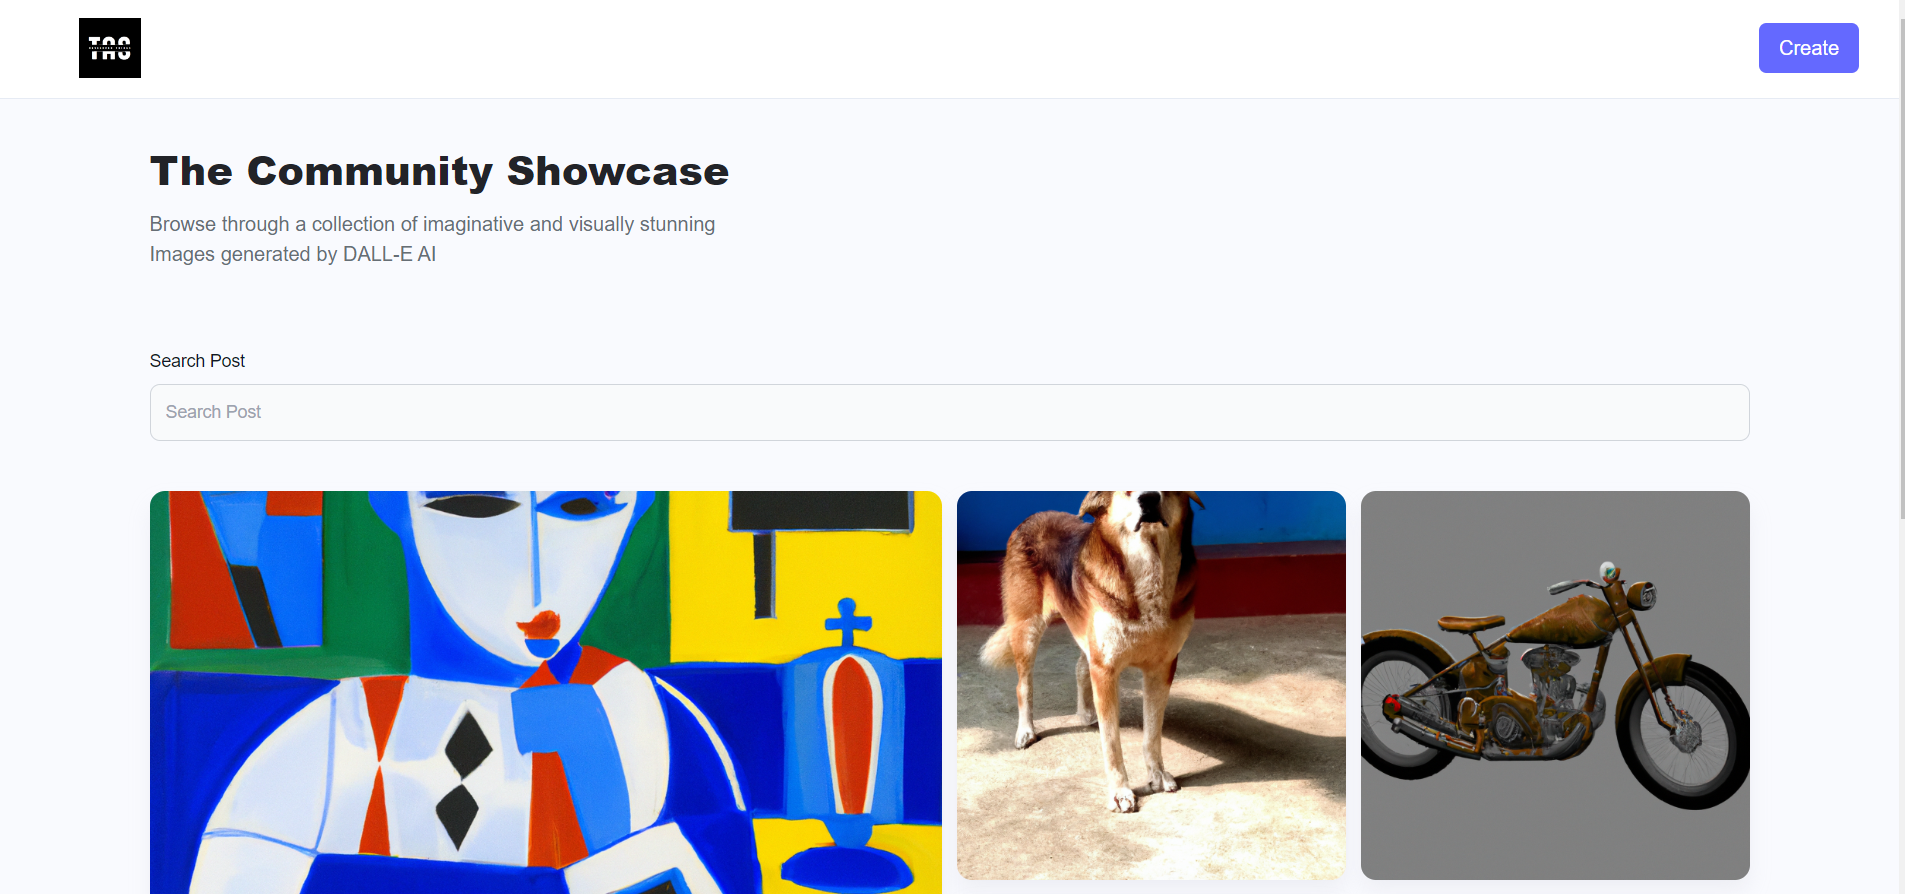 TAS
Create
The Community Showcase
Browse through a collection of imaginative and visually stunning
Images generated by DALL-E AI
Search Post
Search Post